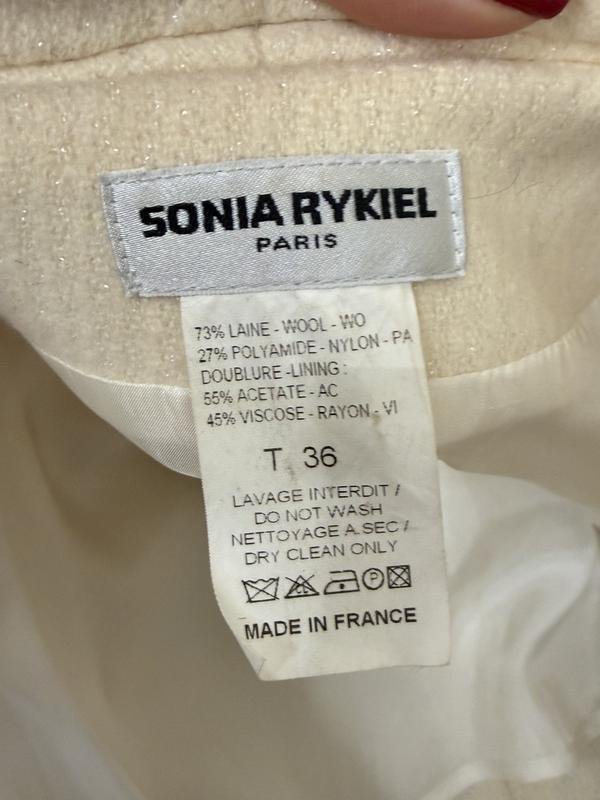 SONIA RYKIEL
PARIS
73% LAINE - WOOL - WO
27% POLYAMIDE - NYLON - PA
DOUBLURE - LINING :
55% ACETATE - AC
45% VISCOSE - RAYON - VI
T 36
LAVAGE INTERDIT /
DO NOT WASH
NETTOYAGE A SEC /
DRY CLEAN ONLY
P
MADE IN FRANCE